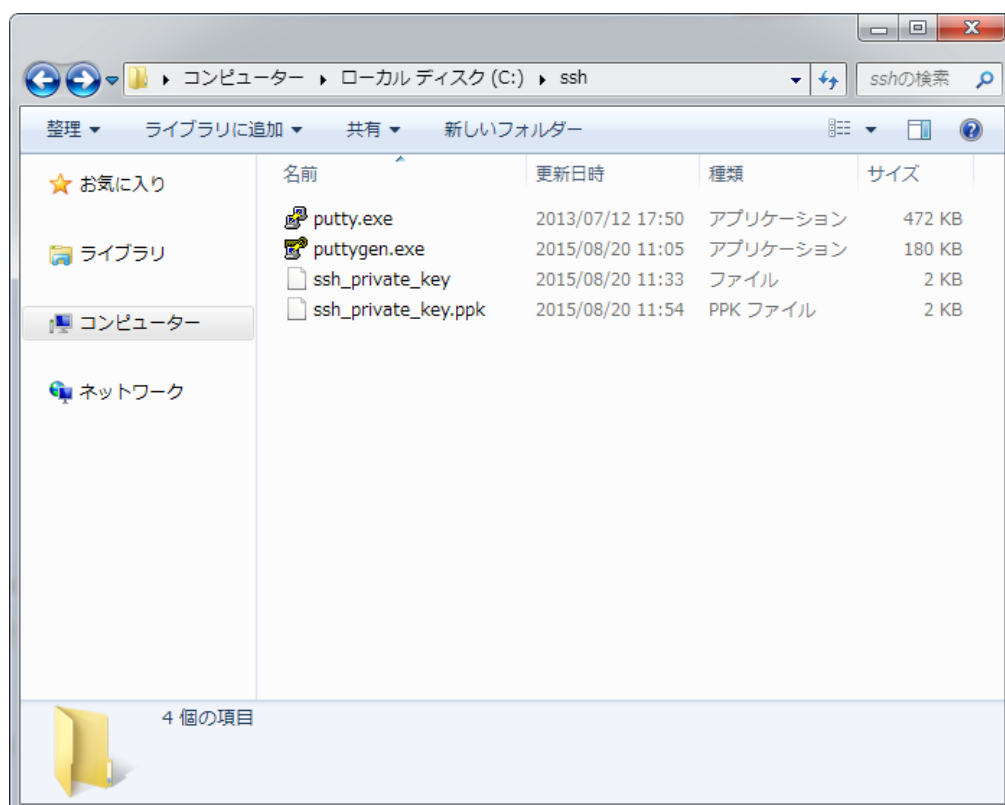 コンピューター ローカル ディスク (C:) ssh sshの検索
整理 ライブラリに追加 共有 新しいフォルダー
お気に入り
ライブラリ
コンピューター
ネットワーク
名前 更新日時 種類 サイズ
putty.exe 2013/07/12 17:50 アプリケーション 472 KB
puttygen.exe 2015/08/20 11:05 アプリケーション 180 KB
ssh_private_key 2015/08/20 11:33 ファイル 2 KB
ssh_private_key.ppk 2015/08/20 11:54 PPK ファイル 2 KB
4 個の項目